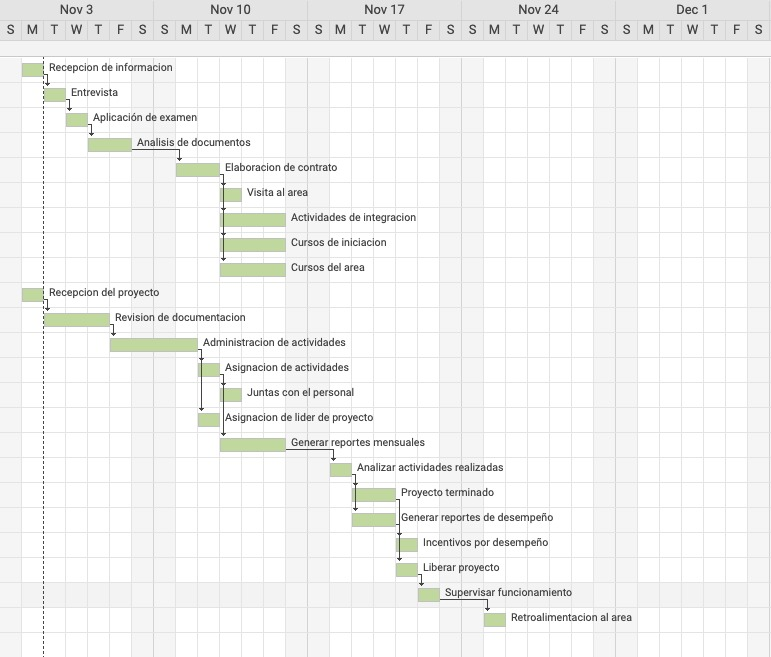 Nov 3 Nov 10 Nov 17 Nov 24 Dec 1
S M T W T F S S M T W T F S S M T W T F S S M T W T F S S M T W T F S
Recepcion de informacion
Entrevista
Aplicación de examen
Analisis de documentos
Elaboracion de contrato
Visita al area
Actividades de integracion
Cursos de iniciacion
Cursos del area
Recepcion del proyecto
Revision de documentacion
Administracion de actividades
Asignacion de actividades
Juntas con el personal
Asignacion de lider de proyecto
Generar reportes mensuales
Analizar actividades realizadas
Proyecto terminado
Generar reportes de desempeño
Incentivos por desempeño
Liberar proyecto
Supervisar funcionamiento
Retroalimentacion al area